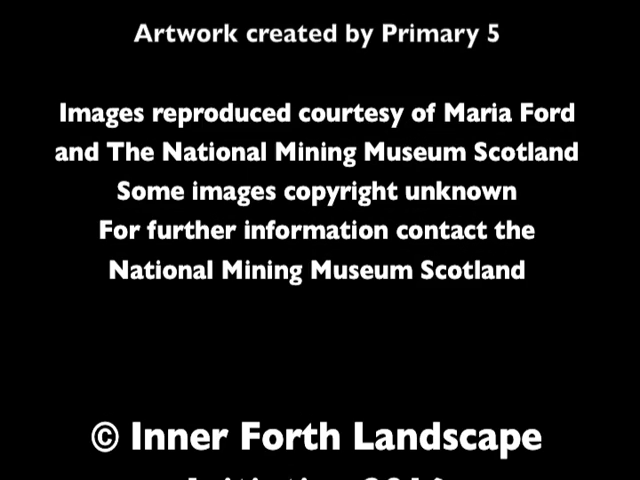 Artwork created by Primary 5
Images reproduced courtesy of Maria Ford
and The National Mining Museum Scotland
Some images copyright unknown
For further information contact the
National Mining Museum Scotland
© Inner Forth Landscape